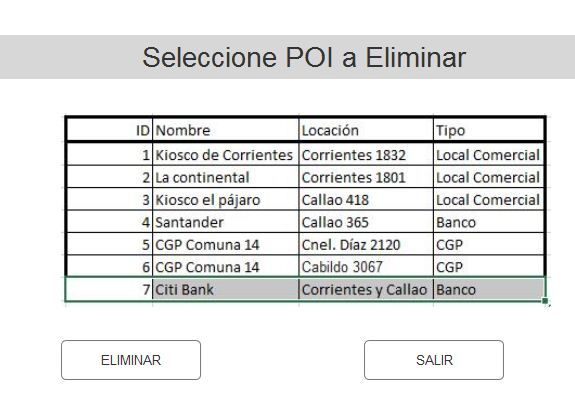 Seleccione POI a Eliminar
ID Nombre Locación Tipo
1 Kiosco de Corrientes Corrientes 1832 Local Comercial
2 La continental Corrientes 1801 Local Comercial
3 Kiosco el pájaro Callao 418 Local Comercial
4 Santander Callao 365 Banco
5 CGP Comuna 14 Cnel. Díaz 2120 CGP
6 CGP Comuna 14 Cabildo 3067 CGP
7 Citi Bank Corrientes y Callao Banco
ELIMINAR SALIR